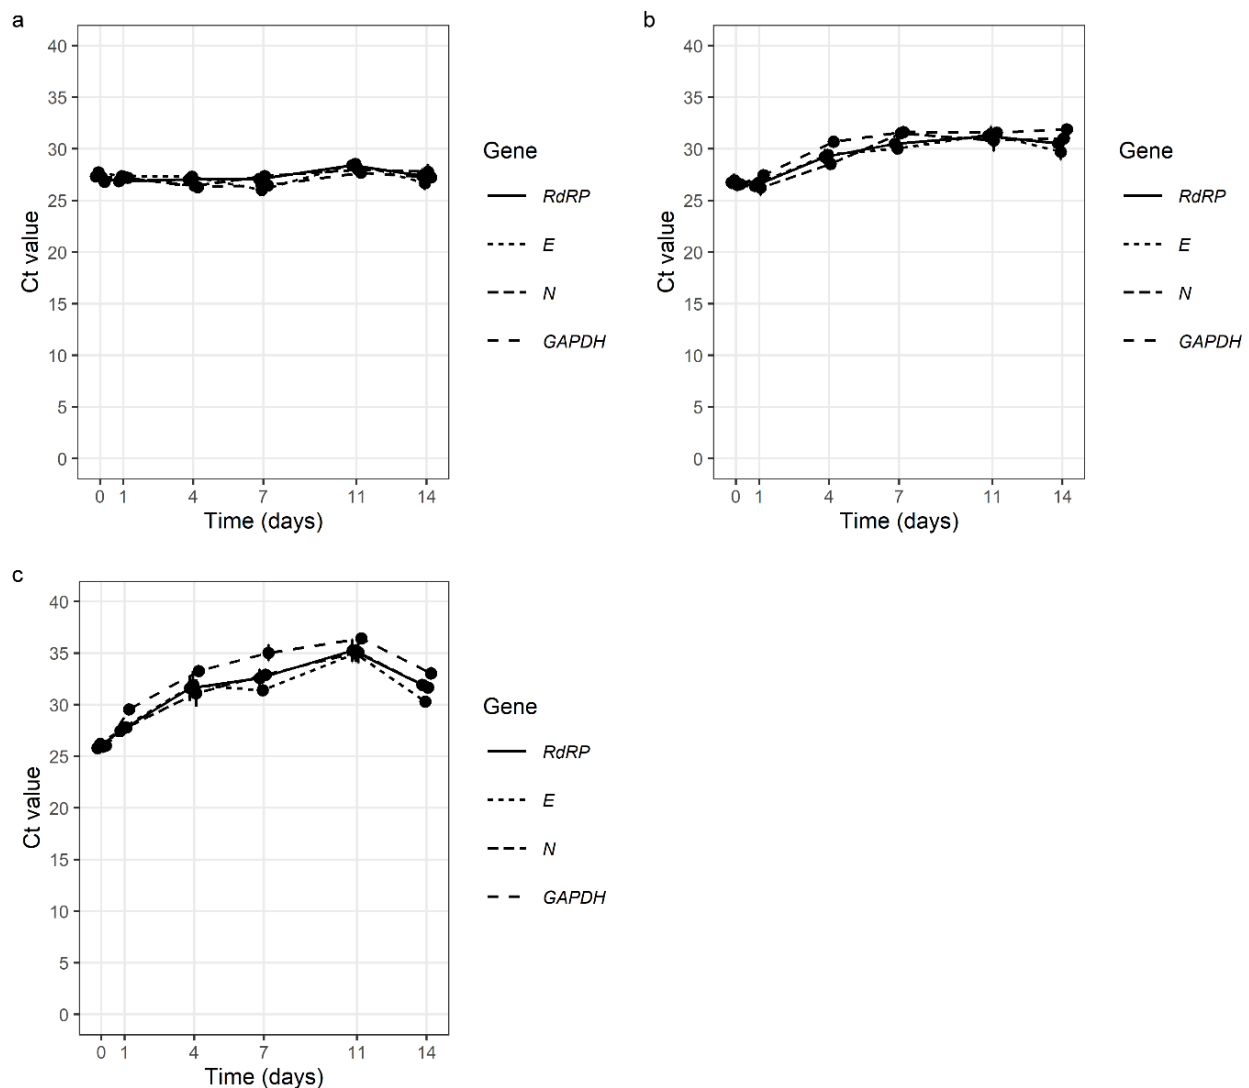 a
40
35
30
25
20
15
10
5
0
Ct value
0 1 4 7 11 14
Time (days)
Gene
RdRP
E
N
GAPDH
b
40
35
30
25
20
15
10
5
0
Ct value
0 1 4 7 11 14
Time (days)
Gene
RdRP
E
N
GAPDH
c
40
35
30
25
20
15
10
5
0
Ct value
0 1 4 7 11 14
Time (days)
Gene
RdRP
E
N
GAPDH